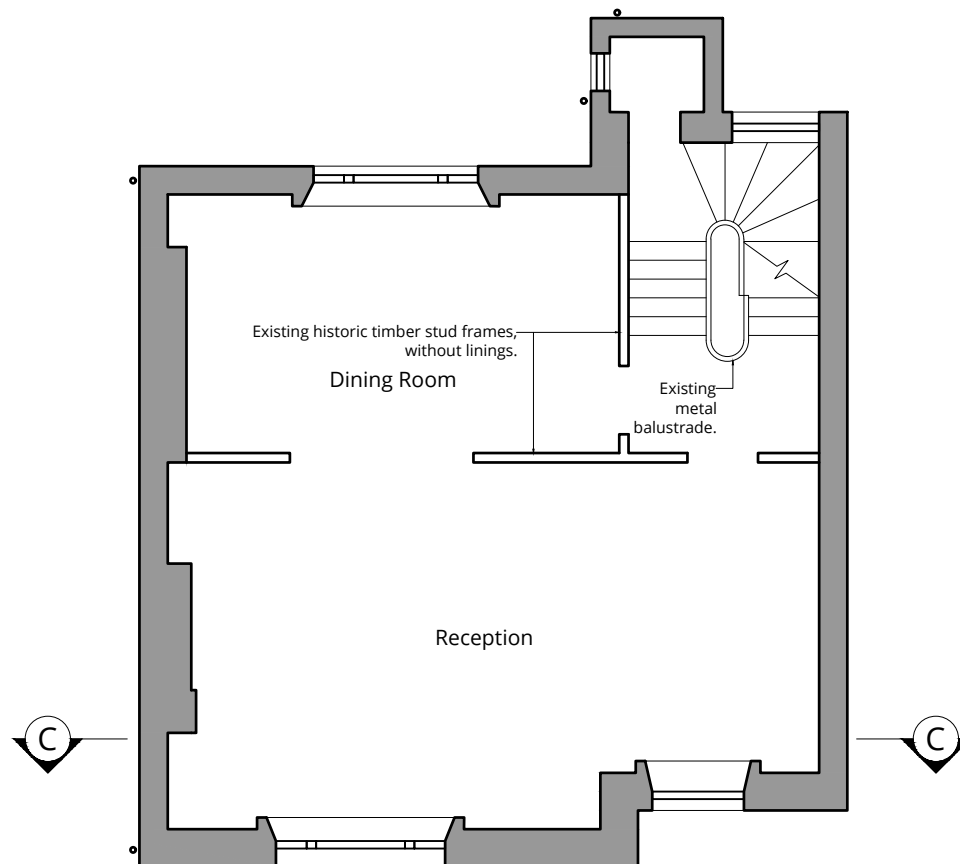 Existing historic timber stud frames,
without linings.
Dining Room
Existing
metal
balustrade.
Reception
C
C